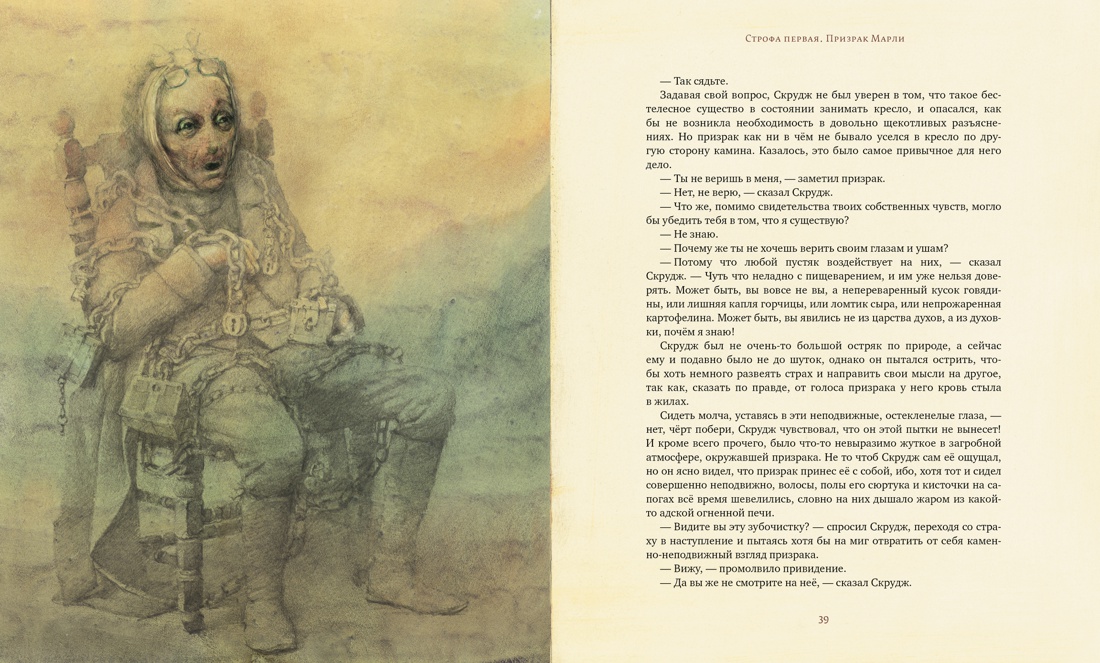 Строфа первая. Призрак Марли
— Так сядьте.
Задавая свой вопрос, Скрудж не был уверен в том, что такое бес-
телесное существо в состоянии занимать кресло, и опасался, как
бы не возникла необходимость в довольно щекотливых разъясне-
ниях. Но призрак как ни в чём не бывало уселся в кресло по дру-
гую сторону камина. Казалось, это было самое привычное для него
дело.
— Ты не веришь в меня, — заметил призрак.
— Нет, не верю, — сказал Скрудж.
— Что же, помимо свидетельства твоих собственных чувств, могло
бы убедить тебя в том, что я существую?
— Не знаю.
— Почему же ты не хочешь верить своим глазам и ушам?
— Потому что любой пустяк воздействует на них, — сказал
Скрудж. — Чуть что неладно с пищеварением, и им уже нельзя дове-
рять. Может быть, вы вовсе не вы, а непереваренный кусок говяди-
ны, или лишняя капля горчицы, или ломтик сыра, или непрожаренная
картофелина. Может быть, вы явились не из царства духов, а из духов-
ки, почём я знаю!
Скрудж был не очень-то большой остряк по природе, а сейчас
ему и подавно было не до шуток, однако он пытался острить, что-
бы хоть немного развеять страх и направить свои мысли на другое,
так как, сказать по правде, от голоса призрака у него кровь стыла
в жилах.
Сидеть молча, уставясь в эти неподвижные, остекленелые глаза, —
нет, чёрт побери, Скрудж чувствовал, что он этой пытки не вынесет!
И кроме всего прочего, было что-то невыразимо жуткое в загробной
атмосфере, окружавшей призрака. Не то чтоб Скрудж сам её ощущал,
но он ясно видел, что призрак принес её с собой, ибо, хотя тот и сидел
совершенно неподвижно, волосы, полы его сюртука и кисточки на са-
погах всё время шевелились, словно на них дышало жаром из какой-
то адской огненной печи.
— Видите вы эту зубочистку? — спросил Скрудж, переходя со стра-
ху в наступление и пытаясь хотя бы на миг отвратить от себя камен-
но-неподвижный взгляд призрака.
— Вижу, — промолвило привидение.
— Да вы же не смотрите на неё, — сказал Скрудж.
39